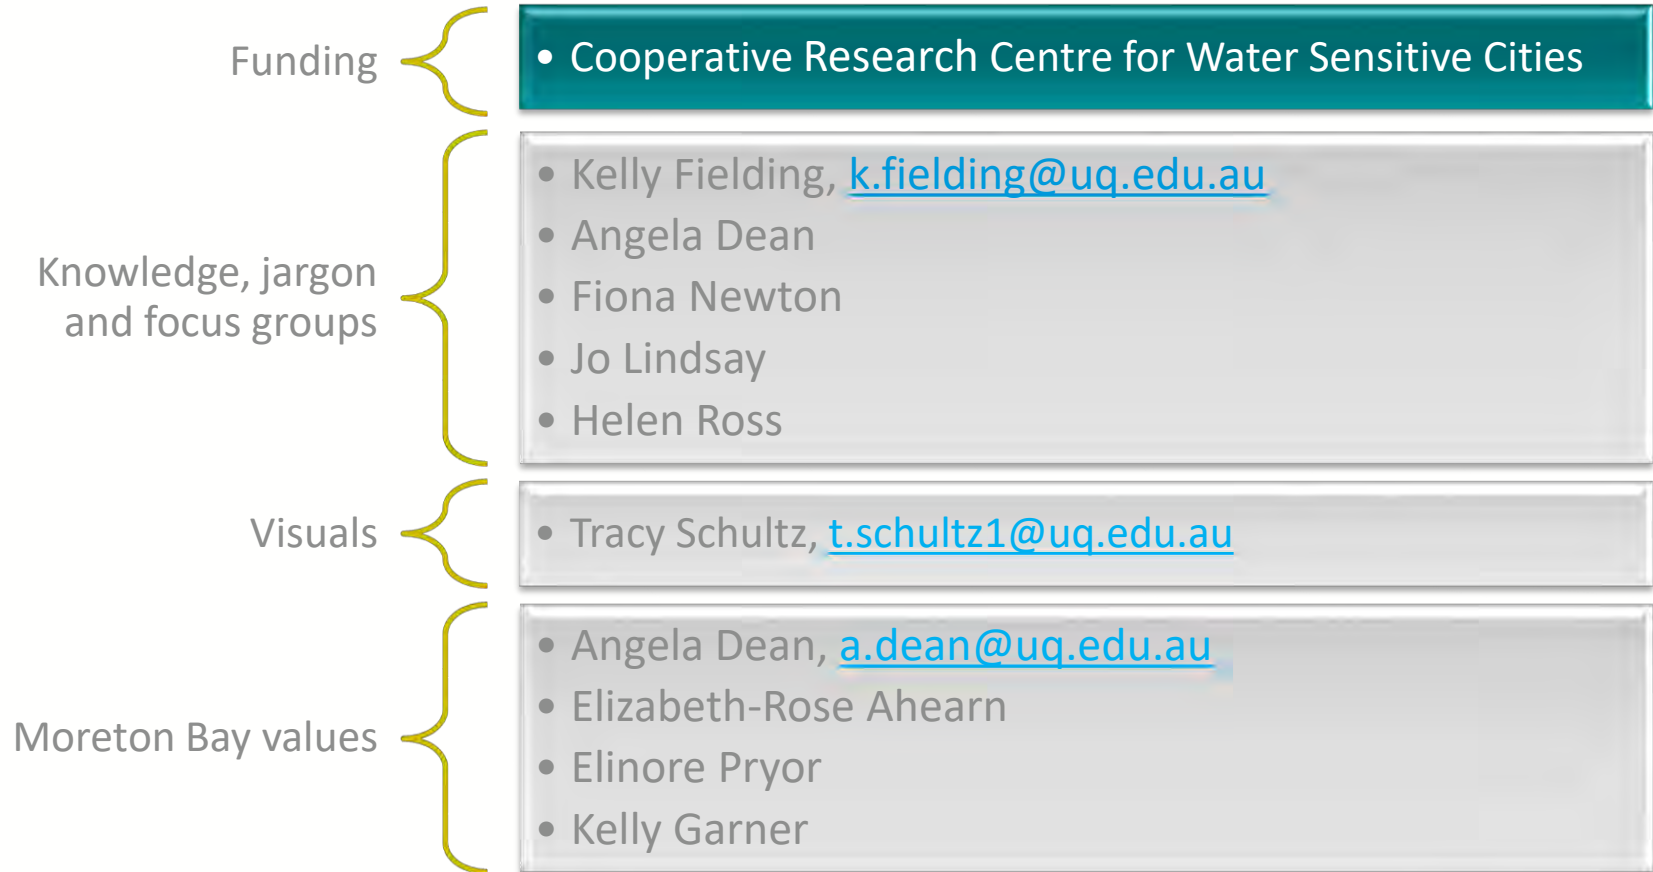 Funding
• Cooperative Research Centre for Water Sensitive Cities
Knowledge, jargon
and focus groups
• Kelly Fielding, k.fielding@uq.edu.au
• Angela Dean
• Fiona Newton
• Jo Lindsay
• Helen Ross
Visuals
• Tracy Schultz, t.schultz1@uq.edu.au
Moreton Bay values
• Angela Dean, a.dean@uq.edu.au
• Elizabeth-Rose Ahearn
• Elinore Pryor
• Kelly Garner